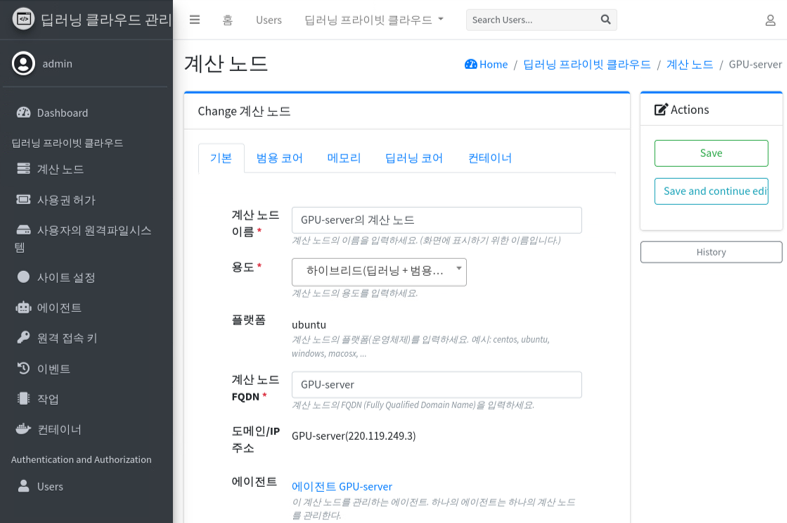 딥러닝 클라우드 관리
admin
Dashboard
딥러닝 프라이빗 클라우드
계산 노드
사용권 허가
사용자의 원격파일시스
템
사이트 설정
에이전트
원격 접속 키
이벤트
작업
컨테이너
Authentication and Authorization
Users
홈 Users 딥러닝 프라이빗 클라우드 Search Users...
계산 노드
Home / 딥러닝 프라이빗 클라우드 / 계산 노드 / GPU-server
Change 계산 노드
기본 범용 코어 메모리 딥러닝 코어 컨테이너
계산 노드
이름 *
GPU-server의 계산 노드
계산 노드의 이름을 입력하세요. (화면에 표시하기 위한 이름입니다.)
용도 *
하이브리드(딥러닝 + 범용...
계산 노드의 용도를 입력하세요.
플랫폼
ubuntu
계산 노드의 플랫폼(운영체제)를 입력하세요. 예시: centos, ubuntu,
windows, macosx, ...
계산 노드
FQDN *
GPU-server
계산 노드의 FQDN (Fully Qualified Domain Name)을 입력하세요.
도메인/IP
주소
GPU-server(220.119.249.3)
에이전트
에이전트 GPU-server
이 계산 노드를 관리하는 에이전트. 하나의 에이전트는 하나의 계산 노드
를 관리한다.
Actions
Save
Save and continue edi
History